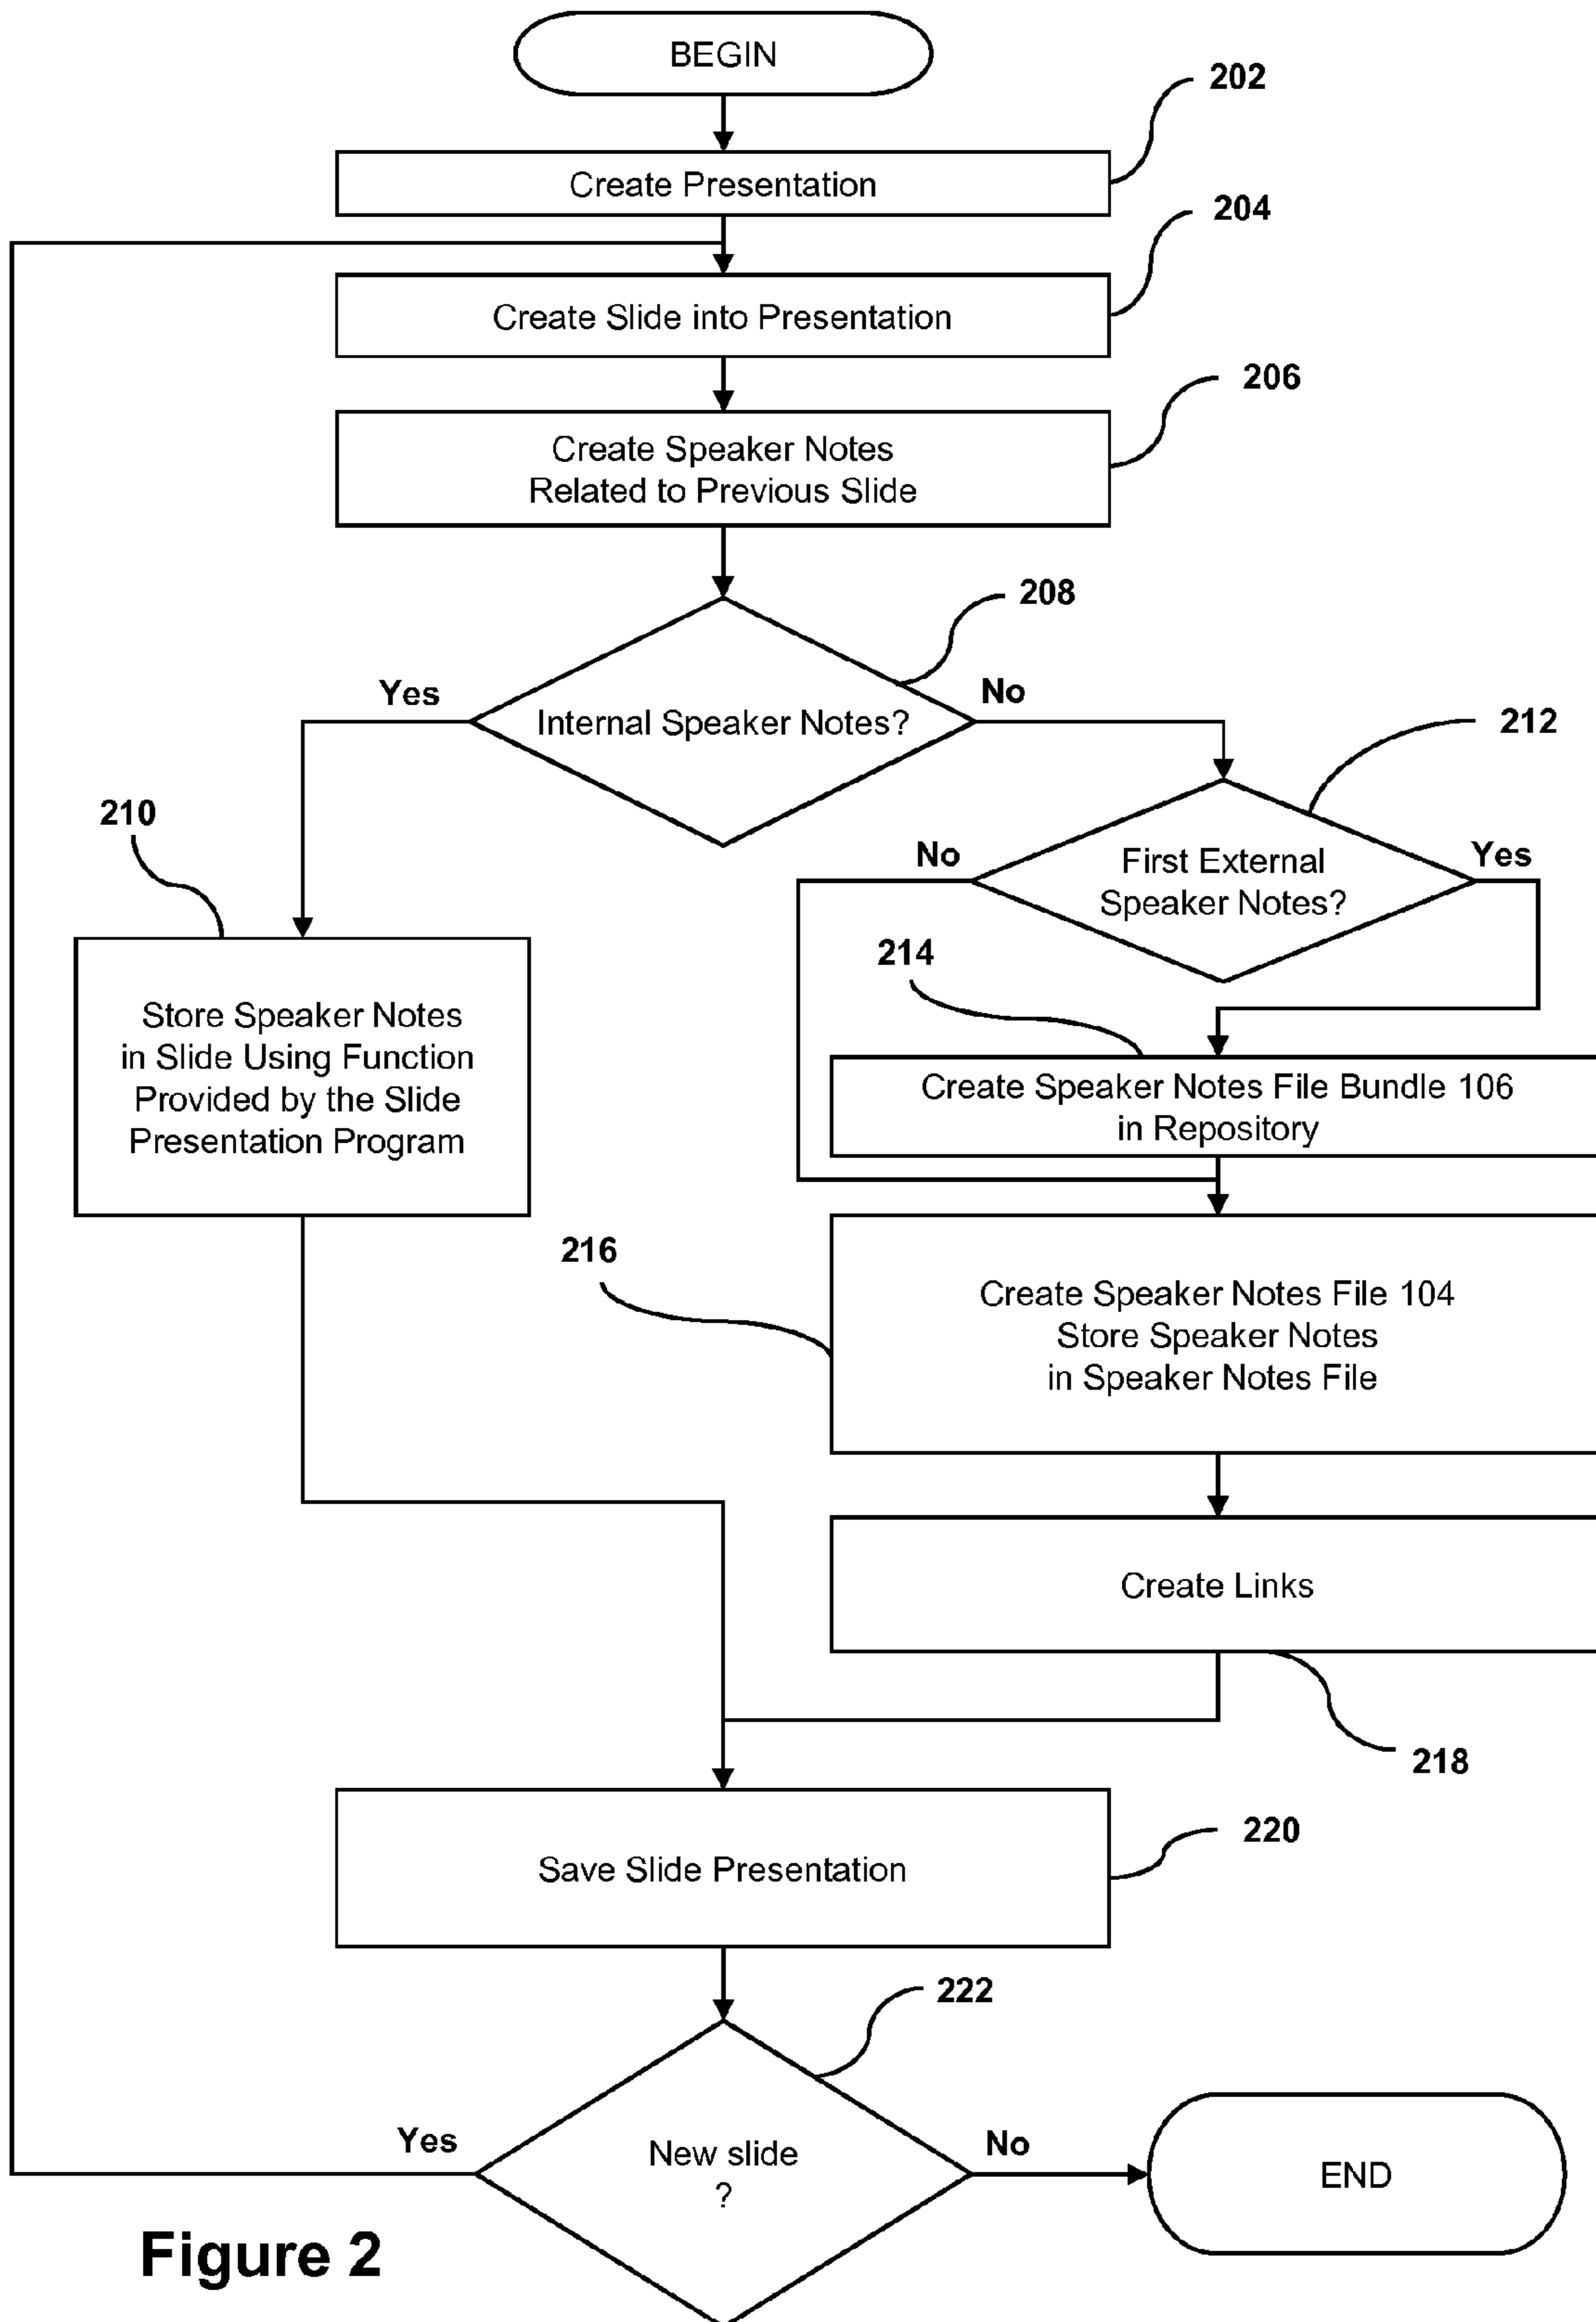 BEGIN
202
Create Presentation
204
Create Slide into Presentation
206
Create Speaker Notes
Related to Previous Slide
208
Yes
No
Internal Speaker Notes?
212
210
No
Yes
First External
Speaker Notes?
214
Store Speaker Notes
in Slide Using Function
Provided by the Slide
Presentation Program
Create Speaker Notes File Bundle 106
in Repository
216
Create Speaker Notes File 104
Store Speaker Notes
in Speaker Notes File
Create Links
218
220
Save Slide Presentation
222
Yes
No
New slide
?
END
Figure 2